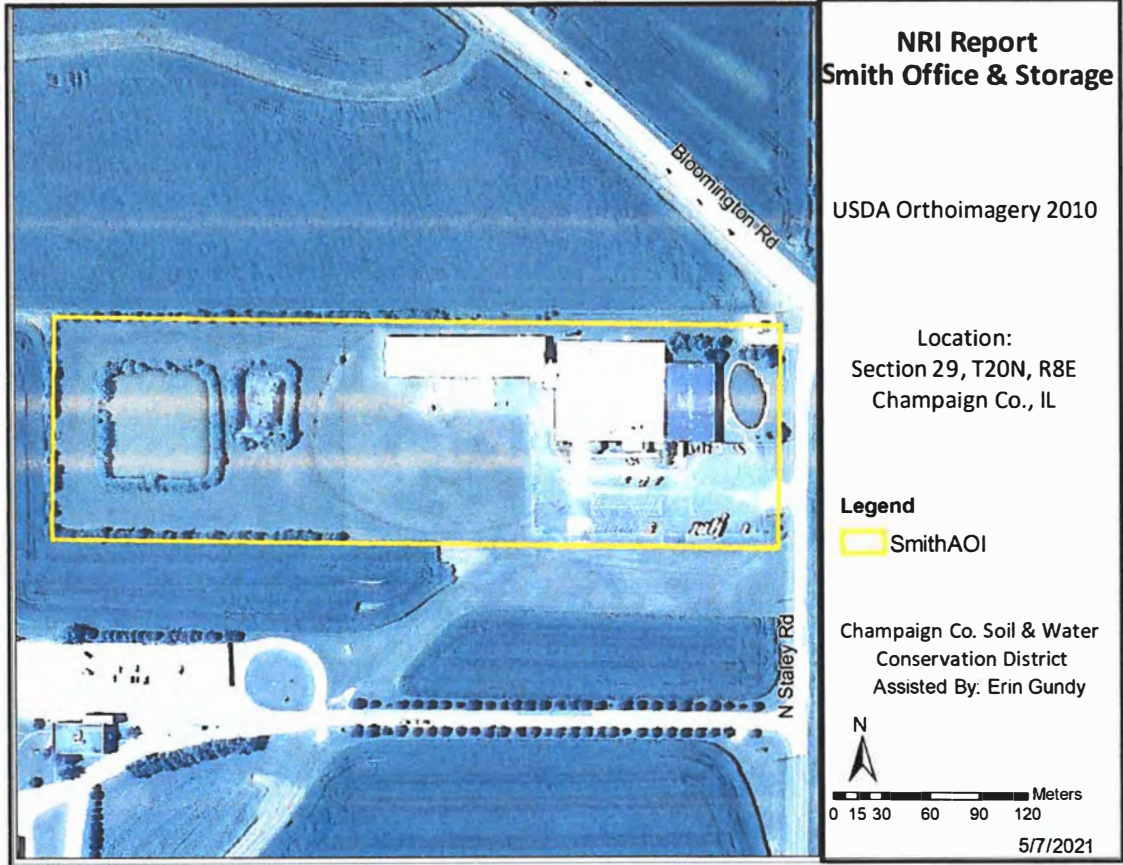 NRI Report
Smith Office & Storage
USDA Orthoimagery 2010
Location:
Section 29, T20N, R8E
Champaign Co., IL
Legend
SmithAOI
Champaign Co. Soil & Water
Conservation District
Assisted By: Erin Gundy
N
Meters
0 15 30 60 90 120
5/7/2021
Bloomington Rd
N Staley Rd